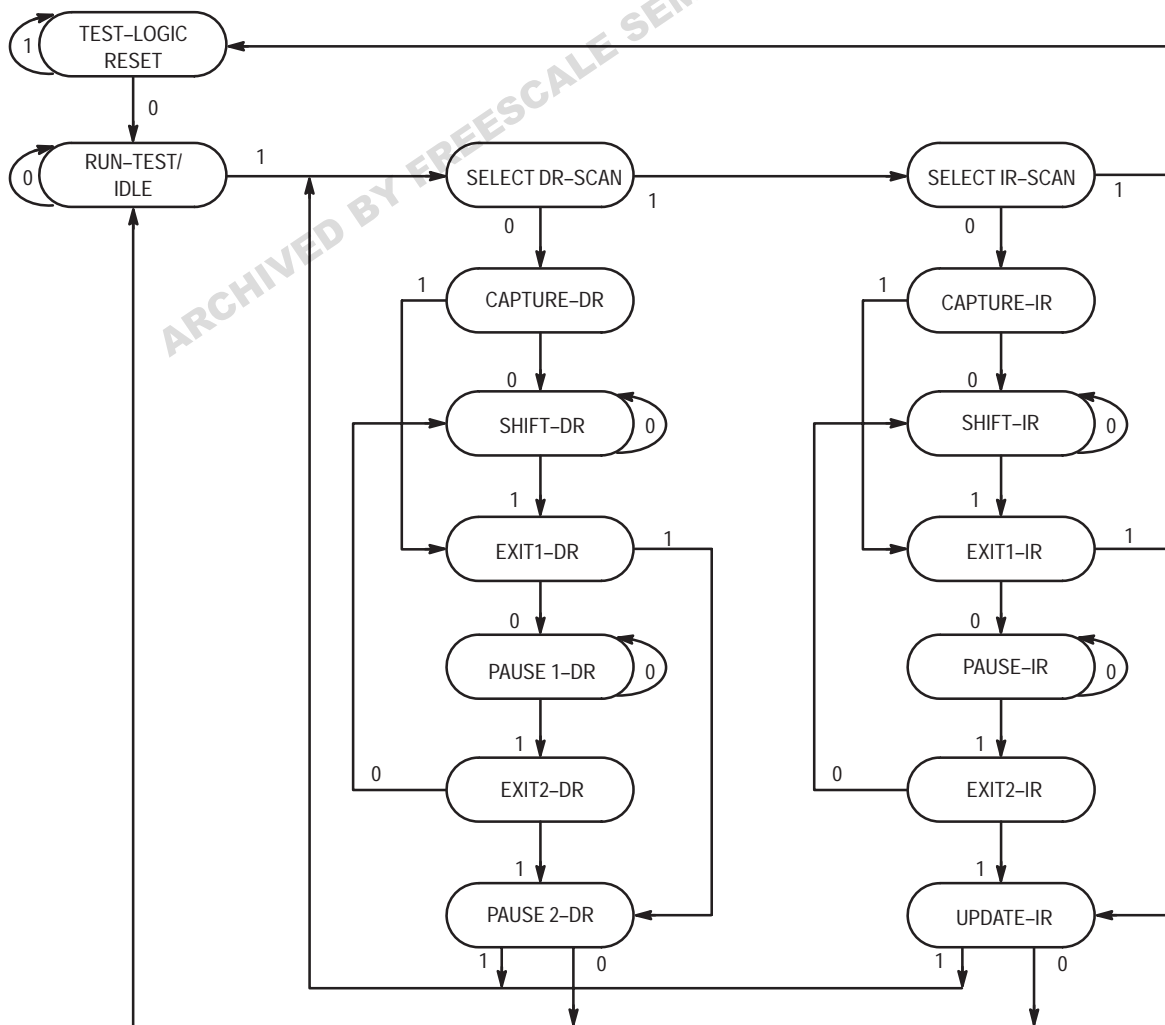 TEST–LOGIC
RESET
1
0
RUN–TEST/
IDLE
0
1
SELECT DR–SCAN
1
0
SELECT IR–SCAN
1
0
ARCHIVED BY FREESCALE SEM
CAPTURE–DR
1
0
CAPTURE–IR
1
0
SHIFT–DR
0
1
SHIFT–IR
0
1
EXIT1–DR
1
0
EXIT1–IR
1
0
PAUSE 1–DR
0
1
PAUSE–IR
0
1
EXIT2–DR
0
1
EXIT2–IR
0
1
PAUSE 2–DR
1
0
UPDATE–IR
1
0